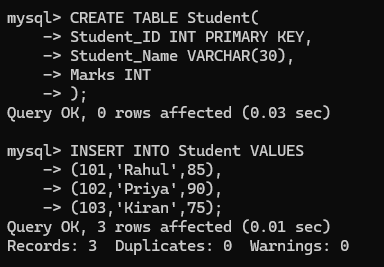 mysql> CREATE TABLE Student(
    -> Student_ID INT PRIMARY KEY,
    -> Student_Name VARCHAR(30),
    -> Marks INT
    -> );
Query OK, 0 rows affected (0.03 sec)

mysql> INSERT INTO Student VALUES
    -> (101,'Rahul',85),
    -> (102,'Priya',90),
    -> (103,'Kiran',75);
Query OK, 3 rows affected (0.01 sec)
Records: 3  Duplicates: 0  Warnings: 0